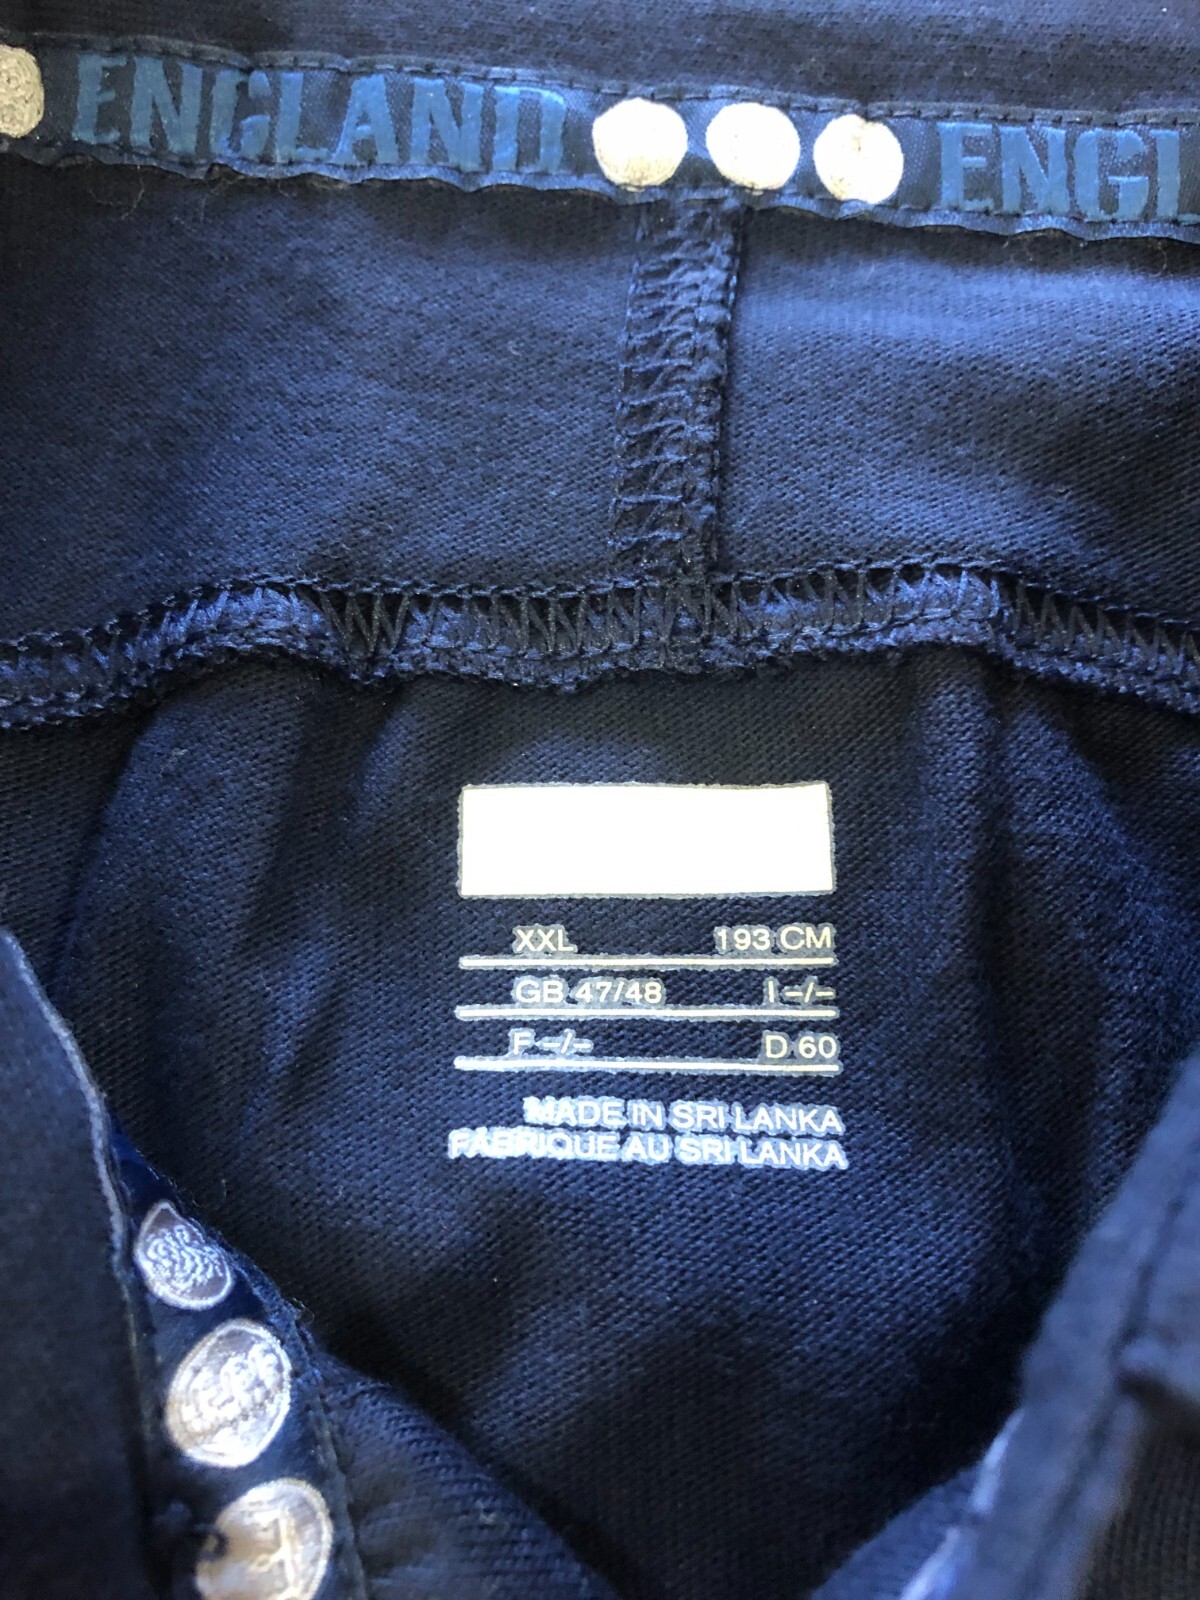 ENGLAND ENGL
XXL 193 CM
GB 47/48 I -/-
F -/- D 60
MADE IN SRI LANKA
FABRIQUE AU SRI LANKA